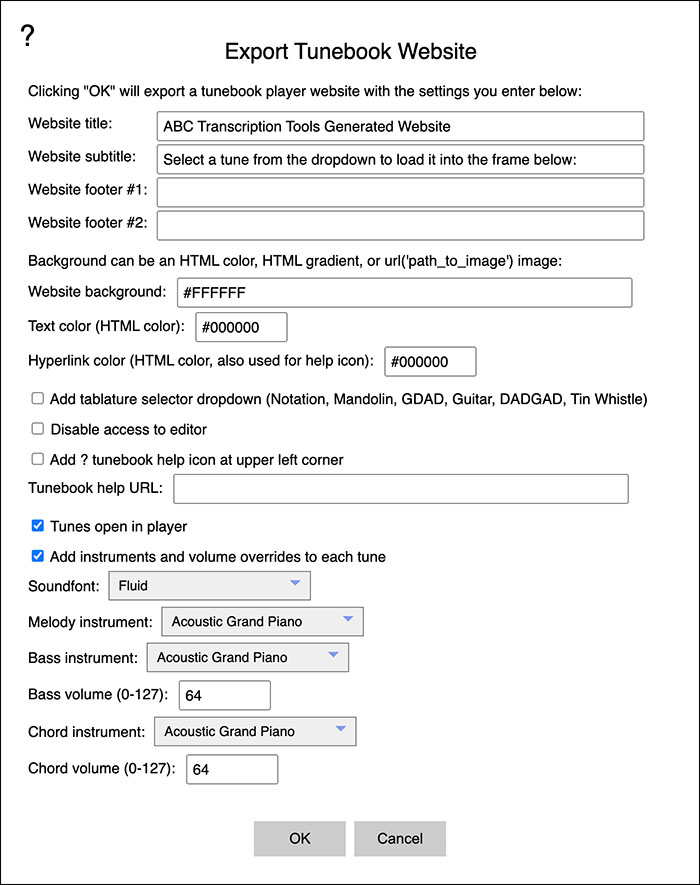 ?
Export Tunebook Website
Clicking "OK" will export a tunebook player website with the settings you enter below:
Website title: ABC Transcription Tools Generated Website
Website subtitle: Select a tune from the dropdown to load it into the frame below:
Website footer #1:
Website footer #2:
Background can be an HTML color, HTML gradient, or url('path_to_image') image:
Website background: #FFFFFF
Text color (HTML color): #000000
Hyperlink color (HTML color, also used for help icon): #000000
Add tablature selector dropdown (Notation, Mandolin, GDAD, Guitar, DADGAD, Tin Whistle)
Disable access to editor
Add ? tunebook help icon at upper left corner
Tunebook help URL:
Tunes open in player
Add instruments and volume overrides to each tune
Soundfont: Fluid
Melody instrument: Acoustic Grand Piano
Bass instrument: Acoustic Grand Piano
Bass volume (0-127): 64
Chord instrument: Acoustic Grand Piano
Chord volume (0-127): 64
OK Cancel